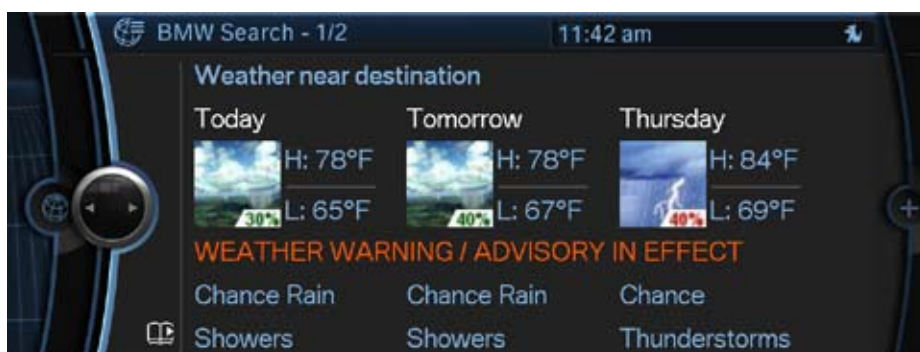 BMW Search - 1/2 11:42 am
Weather near destination
Today Tomorrow Thursday
H: 78°F H: 78°F H: 84°F
30% L: 65°F 40% L: 67°F 40% L: 69°F
WEATHER WARNING / ADVISORY IN EFFECT
Chance Rain Chance Rain Chance
Showers Showers Thunderstorms